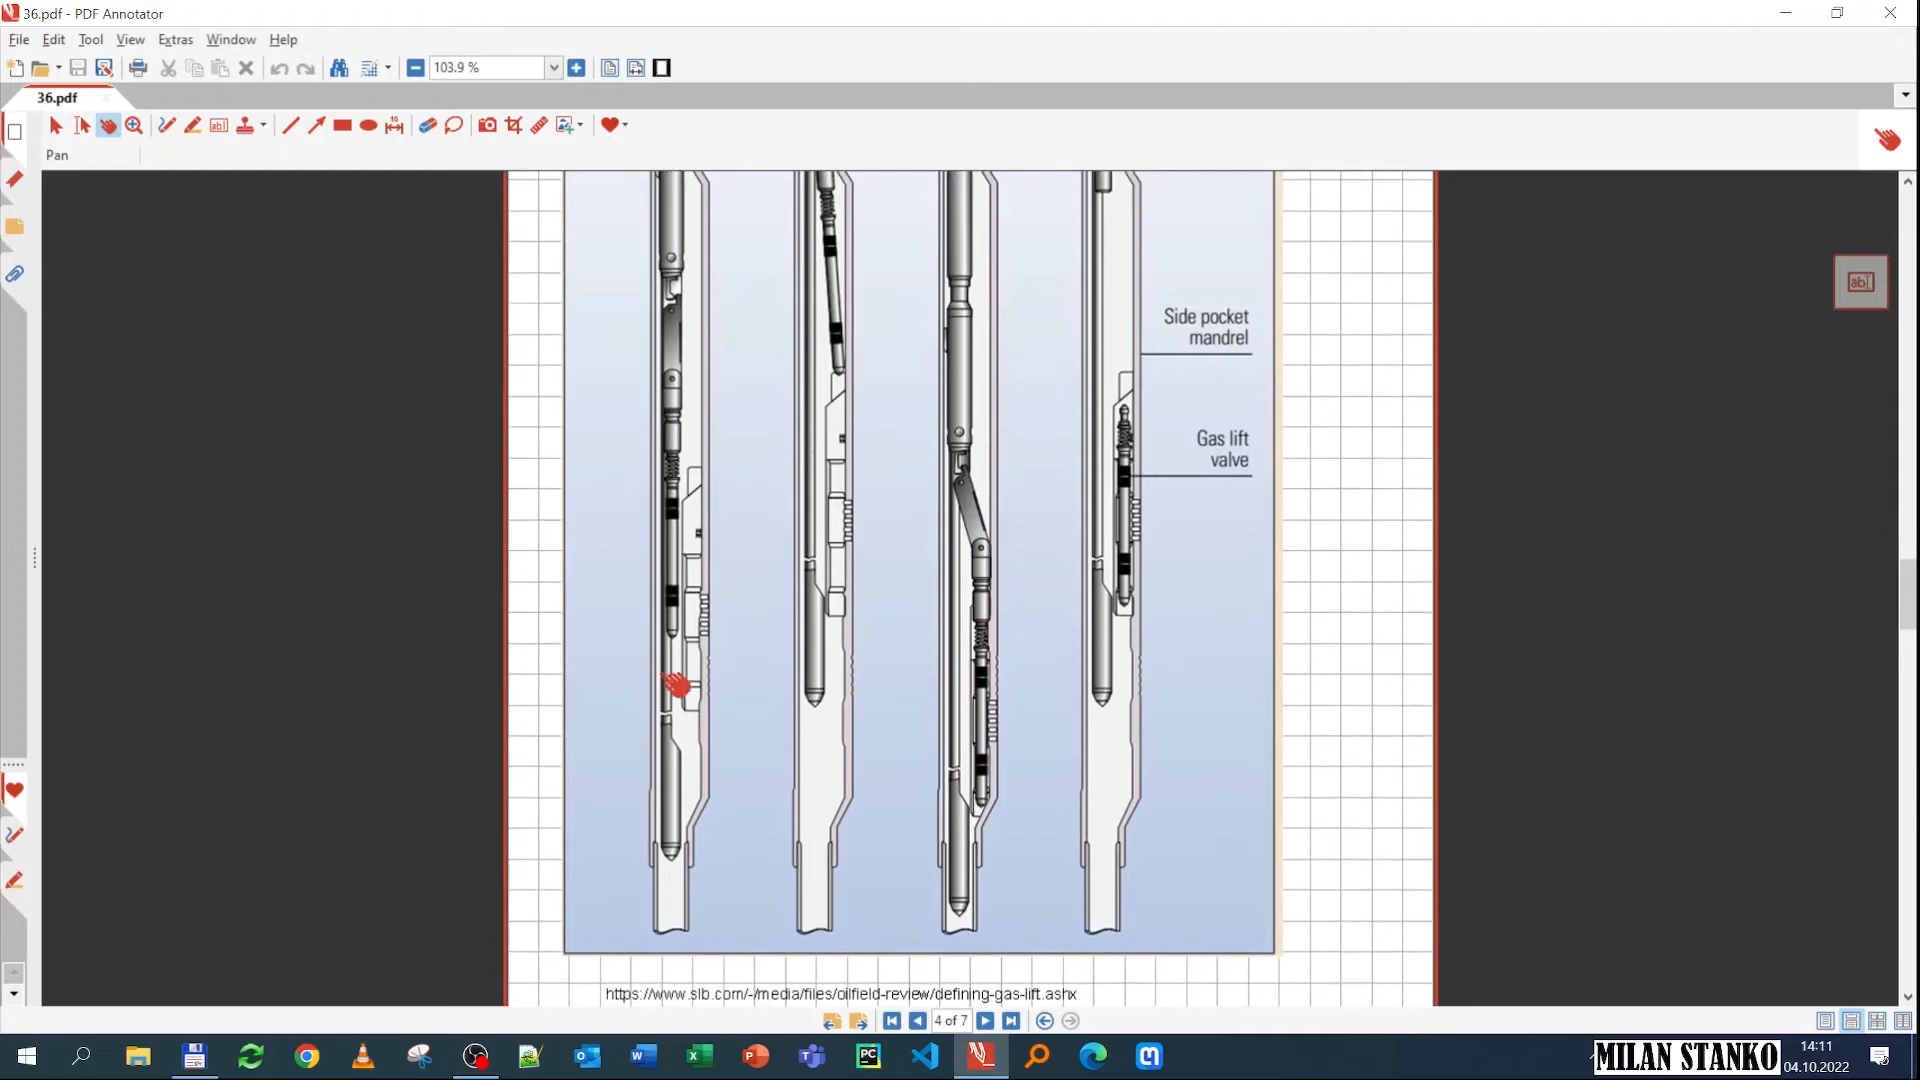 36.pdf - PDF Annotator
File Edit Tool View Extras Window Help
103.9 %
36.pdf
Pan
Side pocket
mandrel
Gas lift
valve
https://www.slb.com/-/media/files/oilfield-review/defining-gas-lift.ashx
4 of 7
MILAN STANKO
14:11
04.10.2022